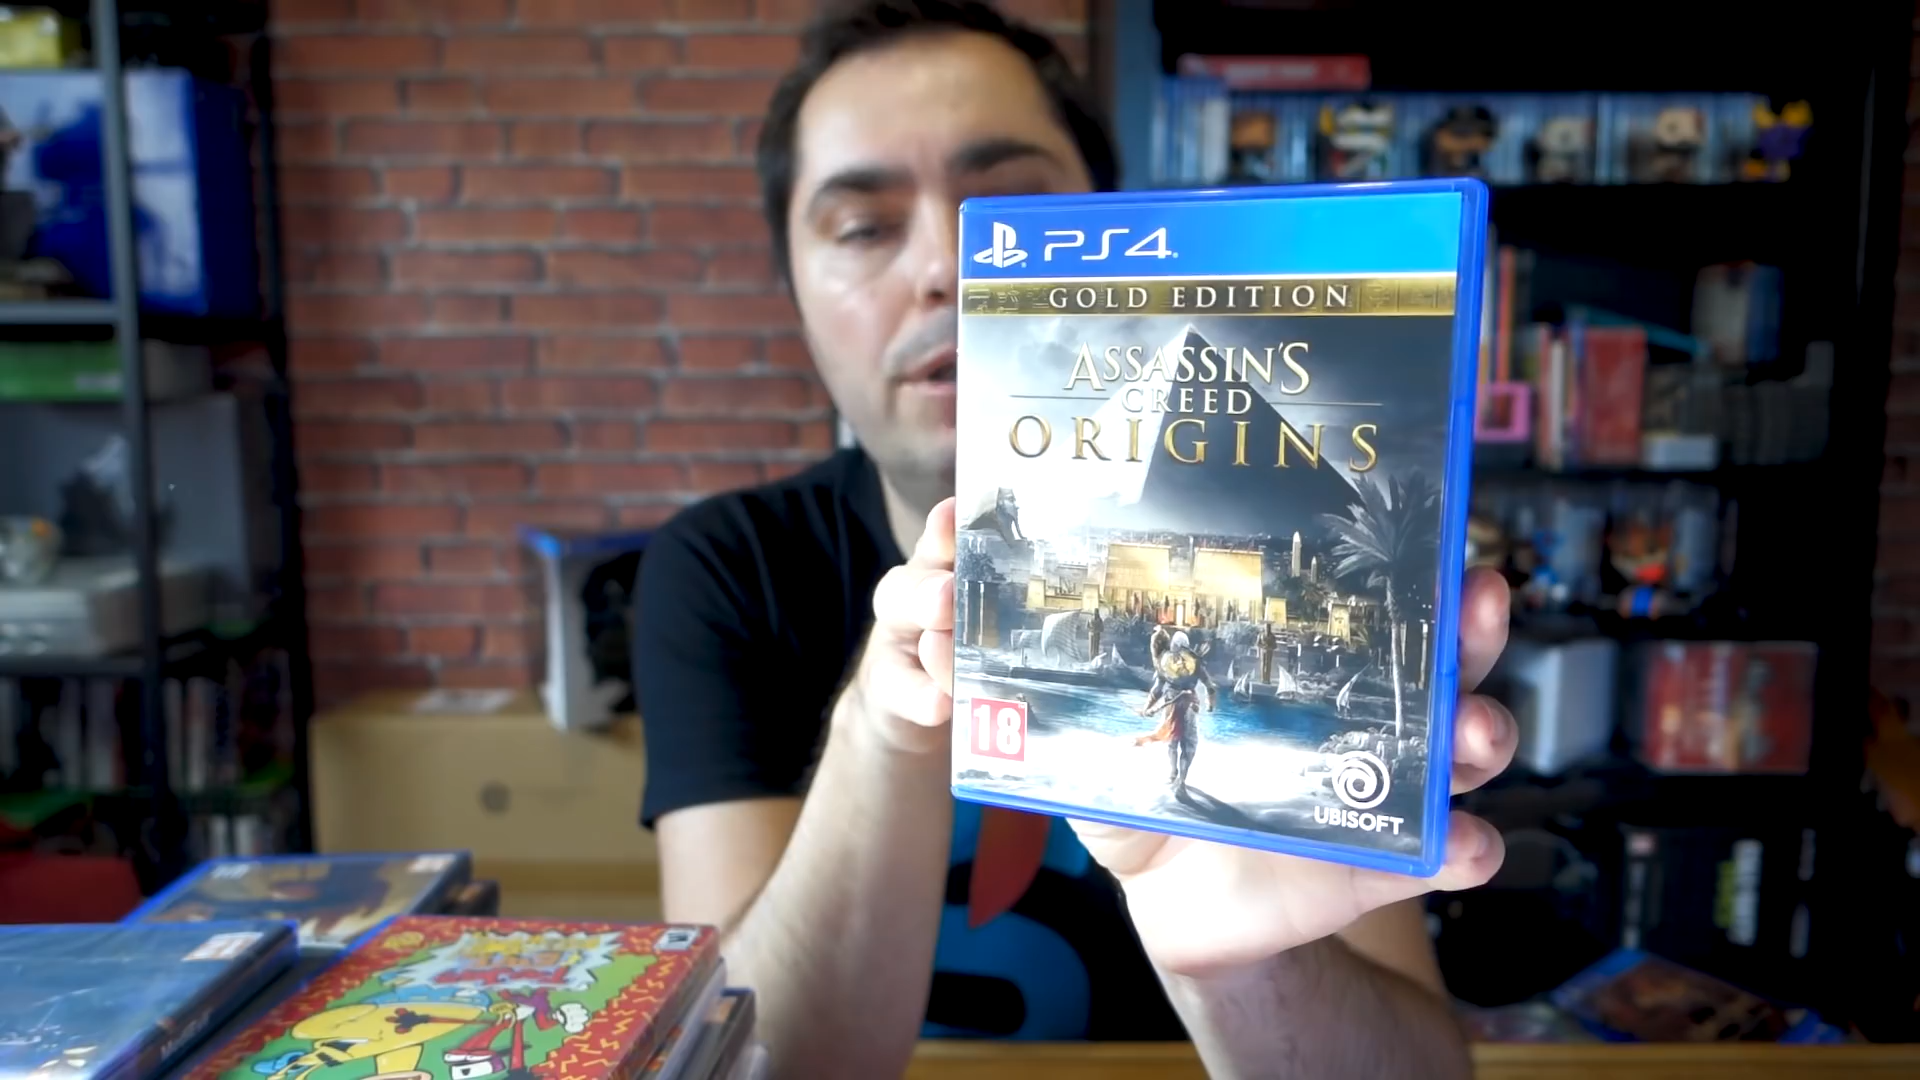 PS4
GOLD EDITION
ASSASSIN'S
CREED
ORIGINS
18
UBISOFT